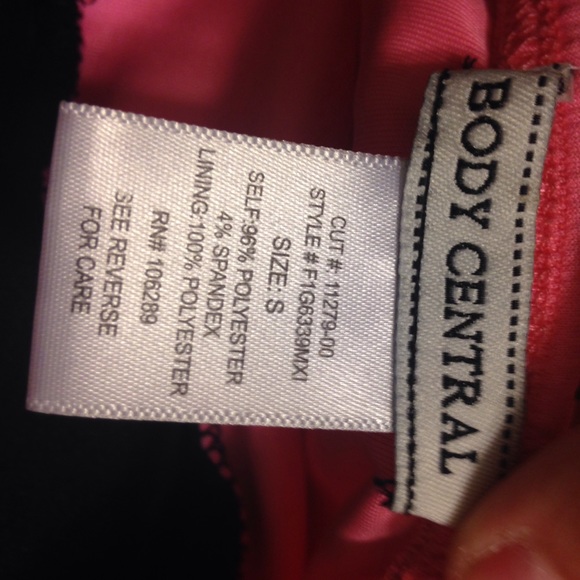 BODY CENTRAL
CUT # 11279-00
STYLE # F1G6339MXI
SIZE: S
SELF:96% POLYESTER
4% SPANDEX
LINING:100% POLYESTER
RN# 106289
SEE REVERSE
FOR CARE